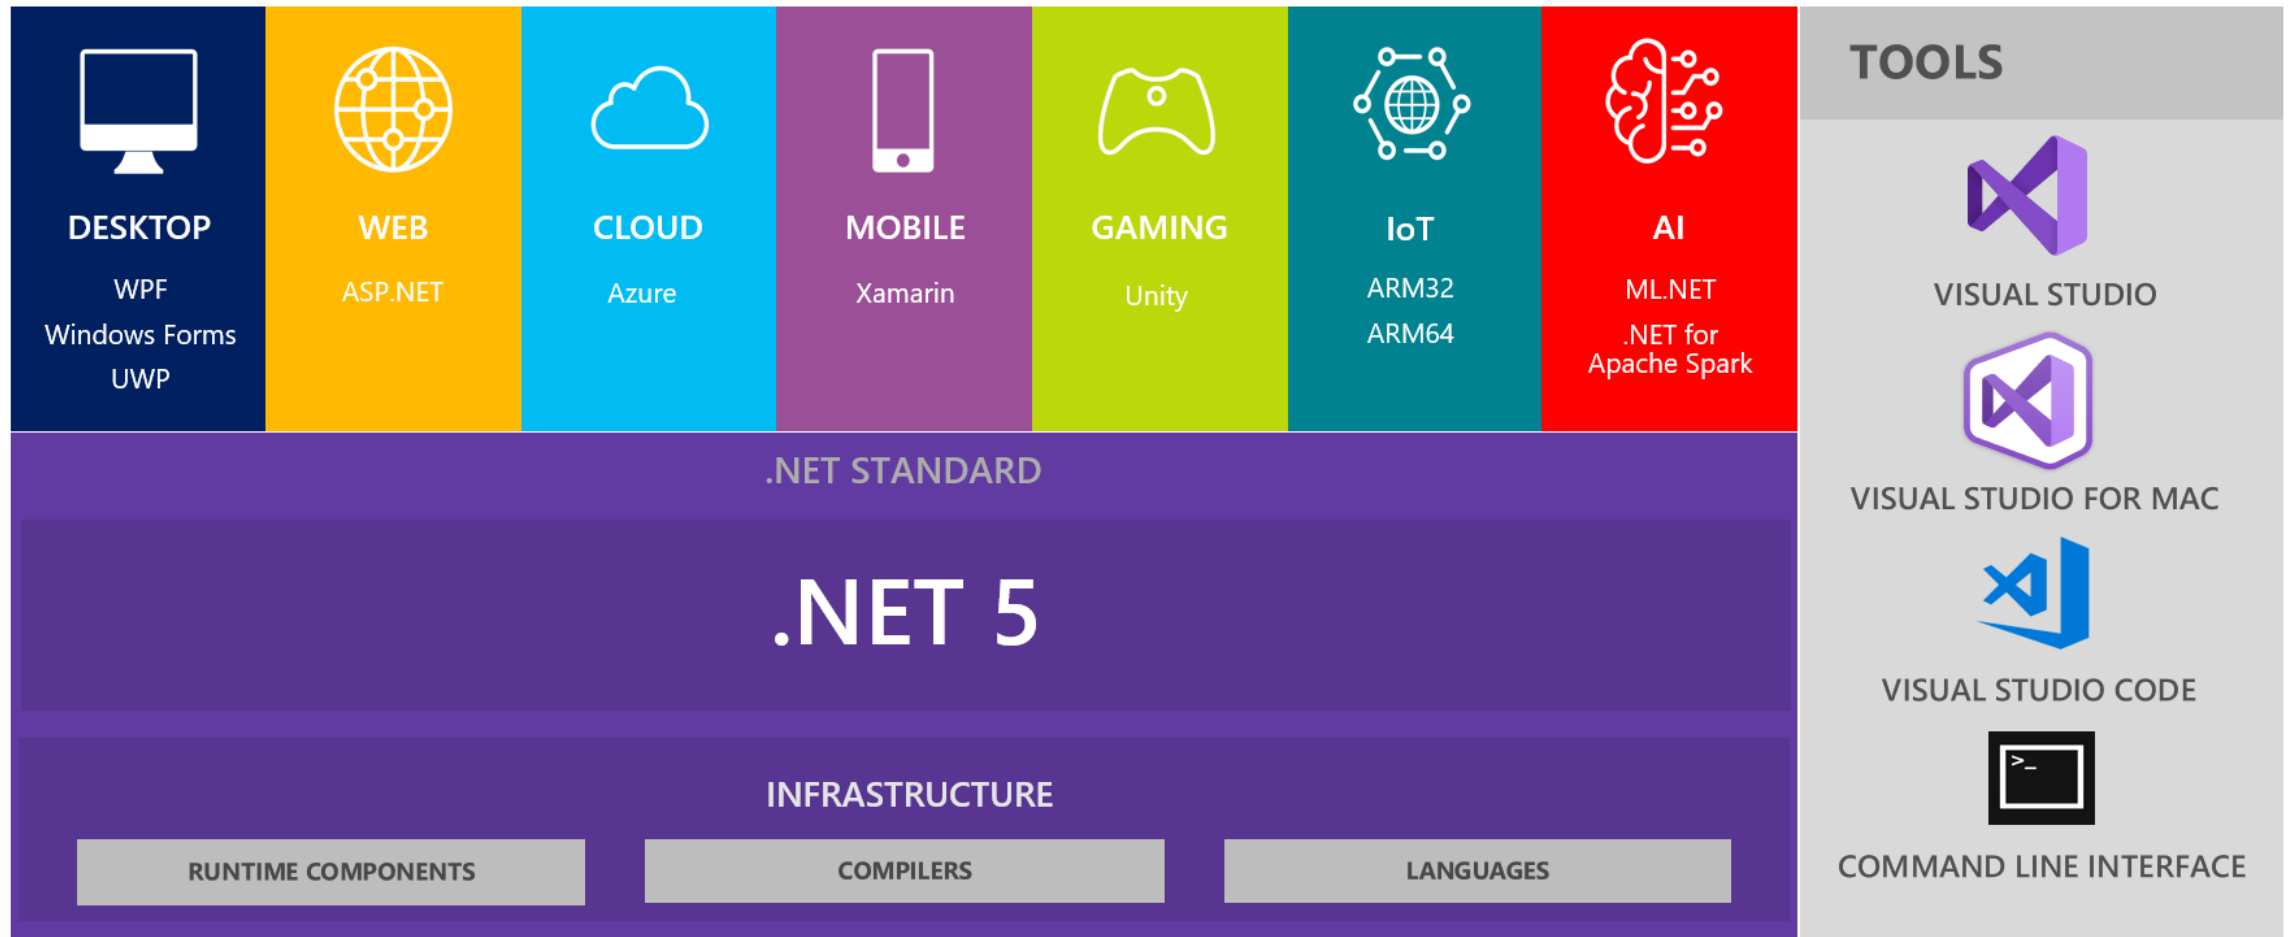 DESKTOP
WPF
Windows Forms
UWP
WEB
ASP.NET
CLOUD
Azure
MOBILE
Xamarin
GAMING
Unity
IoT
ARM32
ARM64
AI
ML.NET
.NET for
Apache Spark
.NET STANDARD
.NET 5
INFRASTRUCTURE
RUNTIME COMPONENTS
COMPILERS
LANGUAGES
TOOLS
VISUAL STUDIO
VISUAL STUDIO FOR MAC
VISUAL STUDIO CODE
>_
COMMAND LINE INTERFACE